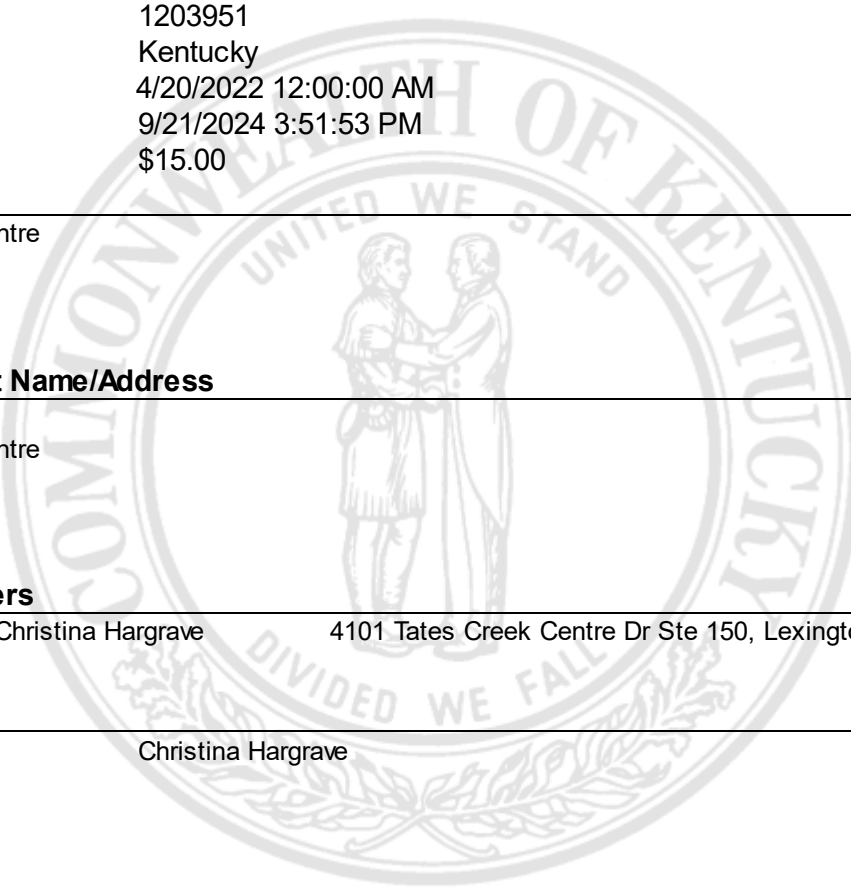 1203951
Kentucky
4/20/2022 12:00:00 AM
9/21/2024 3:51:53 PM
$15.00
COMMONWEALTH OF KENTUCKY
UNITED WE STAND
ntre
t Name/Address
ntre
ers
Christina Hargrave 4101 Tates Creek Centre Dr Ste 150, Lexingt
DIVIDED WE FALL
Christina Hargrave